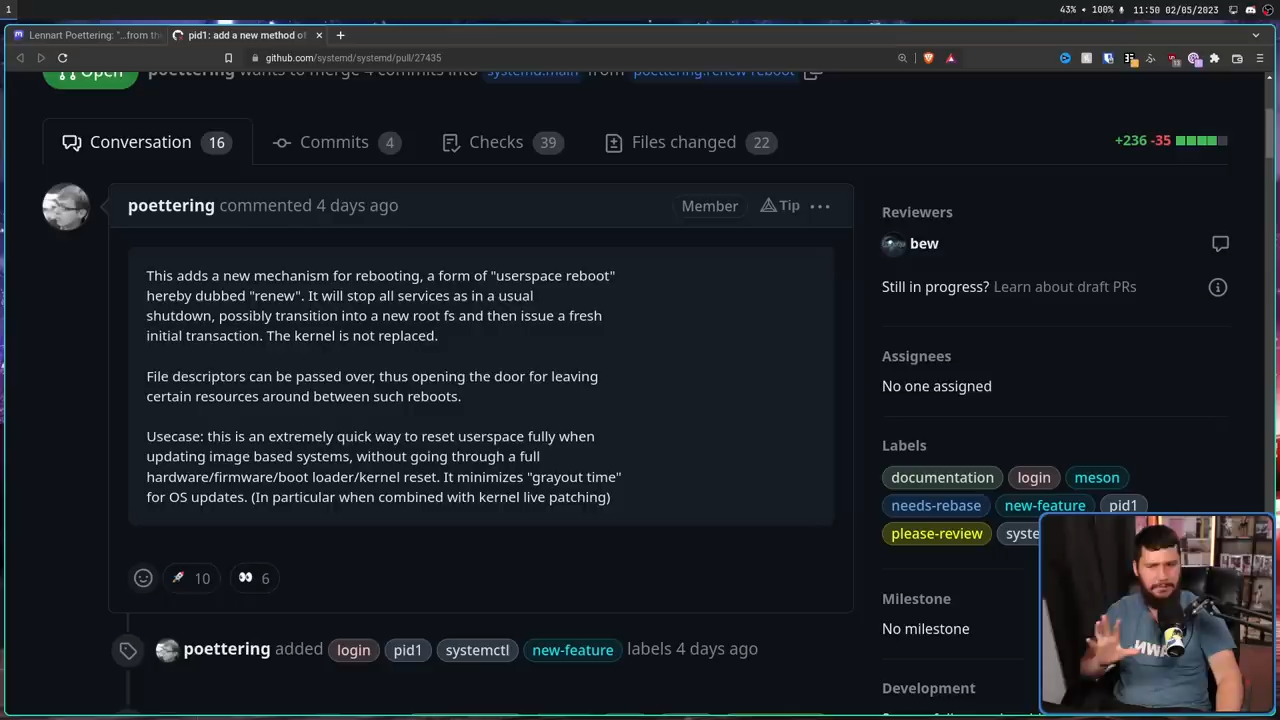 1
43%
100%
11:50 02/05/2023
Lennart Poettering: "...from the
pid1: add a new method of
github.com/systemd/systemd/pull/27435
Open
poettering wants to merge 4 commits into systemd:main from poettering:renew-reboot
Conversation 16
Commits 4
Checks 39
Files changed 22
+236 -35
poettering commented 4 days ago
Member
Tip
This adds a new mechanism for rebooting, a form of "userspace reboot"
hereby dubbed "renew". It will stop all services as in a usual
shutdown, possibly transition into a new root fs and then issue a fresh
initial transaction. The kernel is not replaced.
File descriptors can be passed over, thus opening the door for leaving
certain resources around between such reboots.
Usecase: this is an extremely quick way to reset userspace fully when
updating image based systems, without going through a full
hardware/firmware/boot loader/kernel reset. It minimizes "grayout time"
for OS updates. (In particular when combined with kernel live patching)
10
6
poettering added login pid1 systemctl new-feature labels 4 days ago
Reviewers
bew
Still in progress? Learn about draft PRs
Assignees
No one assigned
Labels
documentation login meson
needs-rebase new-feature pid1
please-review syste
Milestone
No milestone
Development